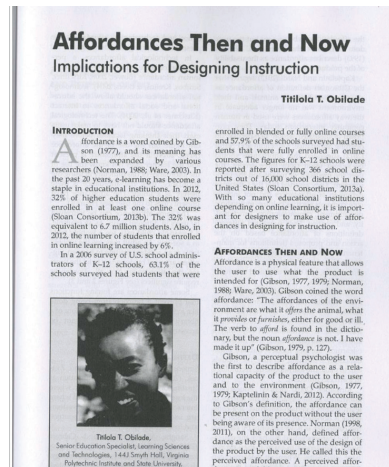 Affordances Then and Now
Implications for Designing Instruction
Titilola T. Obilade
INTRODUCTION
Affordance is a word coined by Gib-
son (1977), and its meaning has
been expanded by various
researchers (Norman, 1988; Ware, 2003). In
the past 20 years, e-learning has become a
staple in educational institutions. In 2012,
32% of higher education students were
enrolled in at least one online course
(Sloan Consortium, 2013b). The 32% was
equivalent to 6.7 million students. Also, in
2012, the number of students that enrolled
in online learning increased by 6%.
In a 2006 survey of U.S. school adminis-
trators of K–12 schools, 63.1% of the
schools surveyed had students that were
Titilola T. Obilade,
Senior Education Specialist, Learning Sciences
and Technologies, 144J Smyth Hall, Virginia
Polytechnic Institute and State University,
enrolled in blended or fully online courses
and 57.9% of the schools surveyed had stu-
dents that were fully enrolled in online
courses. The figures for K–12 schools were
reported after surveying 366 school dis-
tricts out of 16,000 school districts in the
United States (Sloan Consortium, 2013a).
With so many educational institutions
depending on online learning, it is import-
ant for designers to make use of affor-
dances in designing for instruction.
AFFORDANCES THEN AND NOW
Affordance is a physical feature that allows
the user to use what the product is
intended for (Gibson, 1977, 1979; Norman,
1988; Ware, 2003). Gibson coined the word
affordance: "The affordances of the envi-
ronment are what it offers the animal, what
it provides or furnishes, either for good or ill.
The verb to afford is found in the dictio-
nary, but the noun affordance is not. I have
made it up" (Gibson, 1979, p. 127).
Gibson, a perceptual psychologist was
the first to describe affordance as a rela-
tional capacity of the product to the user
and to the environment (Gibson, 1977,
1979; Kaptelinin & Nardi, 2012). According
to Gibson's definition, the affordance can
be present on the product without the user
being aware of its presence. Norman (1998,
2011), on the other hand, defined affor-
dance as the perceived use of the design of
the product by the user. He called this the
perceived affordance. A perceived affor-